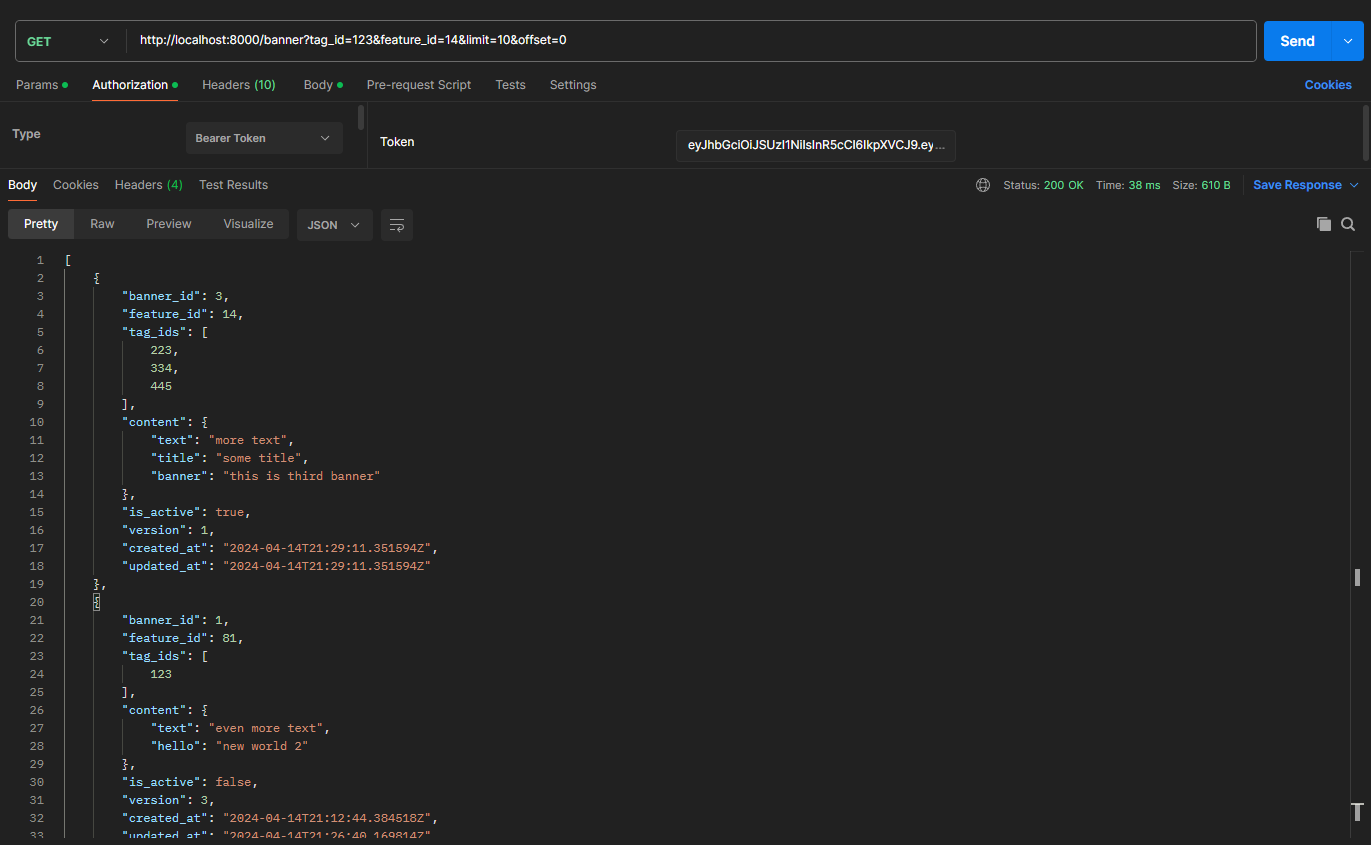 GET http://localhost:8000/banner?tag_id=123&feature_id=14&limit=10&offset=0 Send
Params Authorization Headers (10) Body Pre-request Script Tests Settings Cookies
Type Bearer Token Token eyJhbGciOiJSUzI1NiIsInR5cCI6IkpXVCJ9.ey...
Body Cookies Headers (4) Test Results Status: 200 OK Time: 38 ms Size: 610 B Save Response
Pretty Raw Preview Visualize JSON
1 [
2 {
3 "banner_id": 3,
4 "feature_id": 14,
5 "tag_ids": [
6 223,
7 334,
8 445
9 ],
10 "content": {
11 "text": "more text",
12 "title": "some title",
13 "banner": "this is third banner"
14 },
15 "is_active": true,
16 "version": 1,
17 "created_at": "2024-04-14T21:29:11.351594Z",
18 "updated_at": "2024-04-14T21:29:11.351594Z"
19 },
20 {
21 "banner_id": 1,
22 "feature_id": 81,
23 "tag_ids": [
24 123
25 ],
26 "content": {
27 "text": "even more text",
28 "hello": "new world 2"
29 },
30 "is_active": false,
31 "version": 3,
32 "created_at": "2024-04-14T21:12:44.384518Z",
33 "updated_at": "2024-04-14T21:26:40.169814Z"